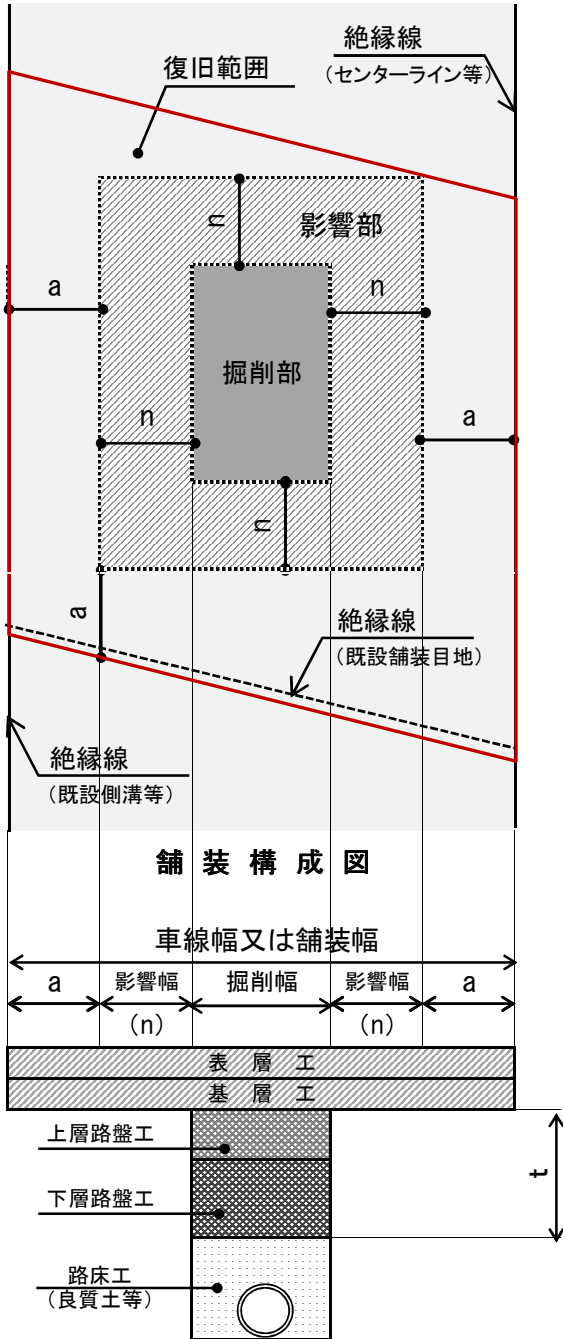 絶縁線
(センターライン等)
復旧範囲
n
影響部
a
n
掘削部
n
a
n
a
絶縁線
(既設舗装目地)
絶縁線
(既設側溝等)
舗装構成図
車線幅又は舗装幅
a 影響幅 掘削幅 影響幅 a
(n) (n)
表層工
基層工
上層路盤工
t
下層路盤工
路床工
(良質土等)